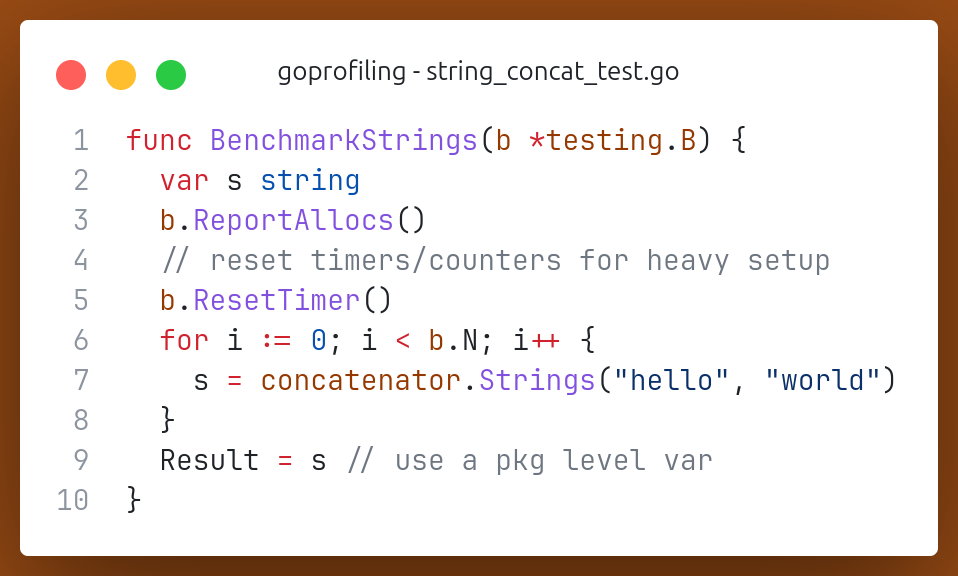 goprofiling - string_concat_test.go
1 func BenchmarkStrings(b *testing.B) {
2   var s string
3   b.ReportAllocs()
4   // reset timers/counters for heavy setup
5   b.ResetTimer()
6   for i := 0; i < b.N; i++ {
7     s = concatenator.Strings("hello", "world")
8   }
9   Result = s // use a pkg level var
10 }